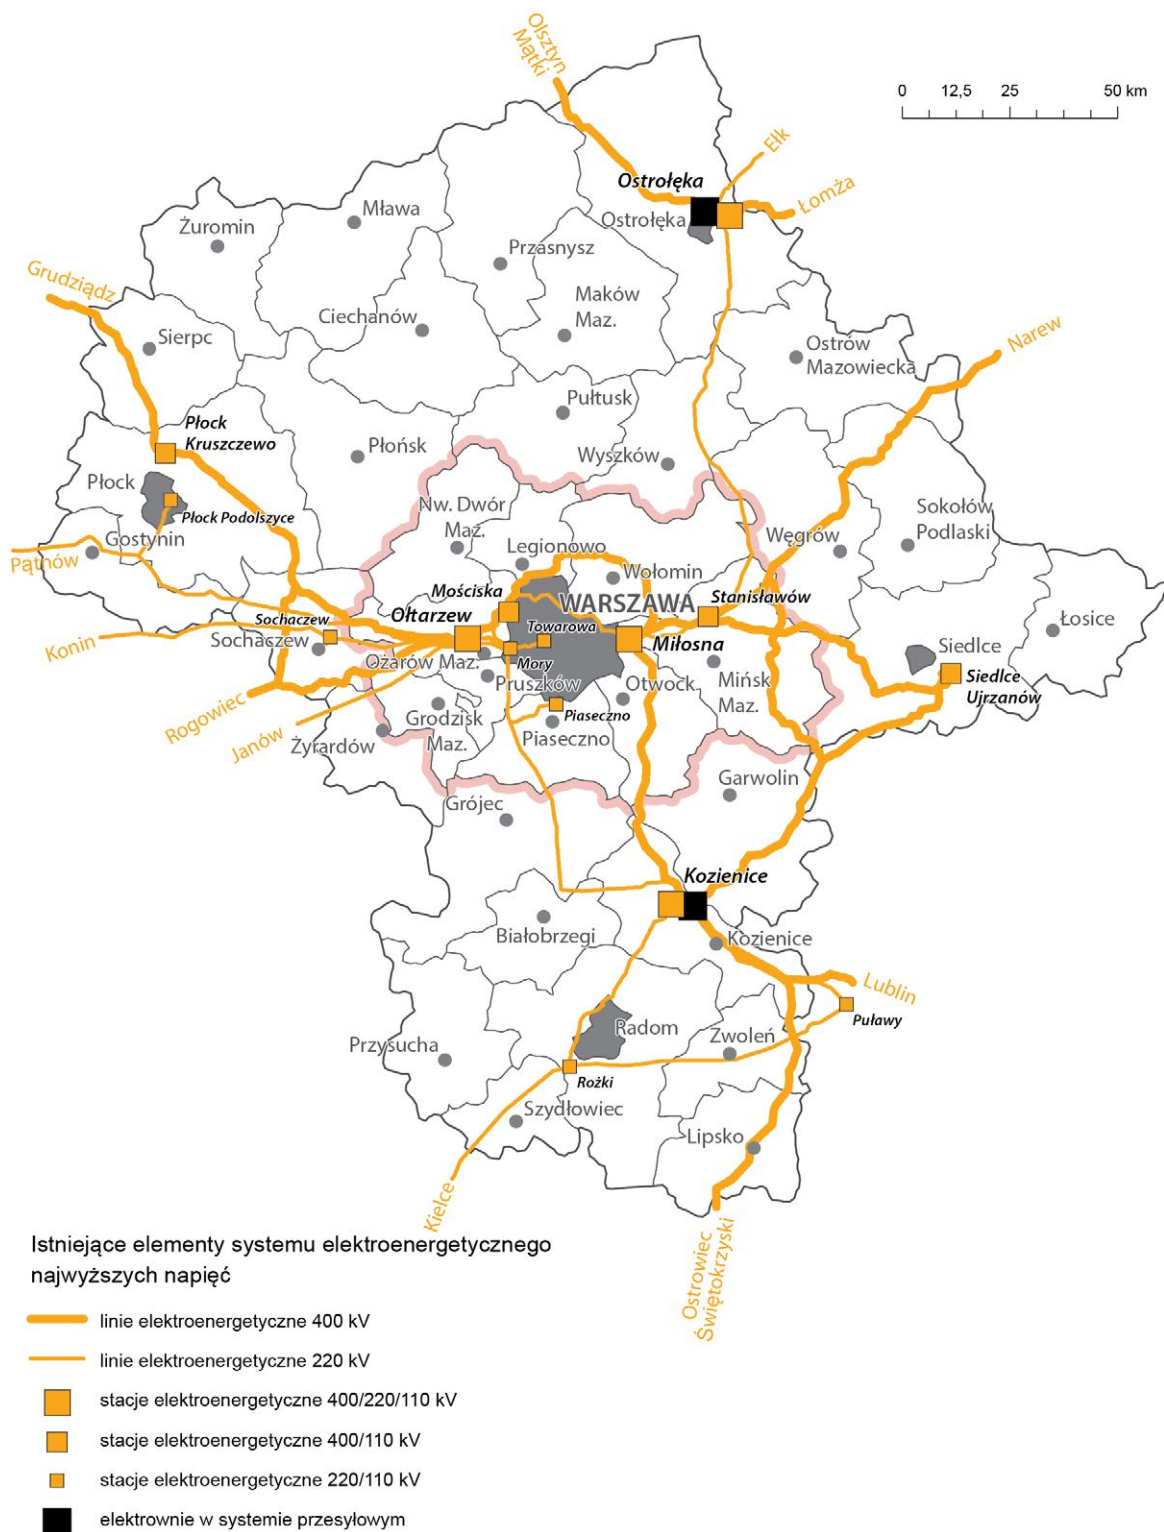 Olsztyn
Mątki
0 12,5 25 50 km
Ełk
Ostrołęka
Łomża
Ostrołęka
Mława
Żuromin
Przasnysz
Grudziądz
Maków
Maz.
Ciechanów
Sierpc
Ostrów
Mazowiecka
Narew
Pułtusk
Płock
Kruszczewo
Płońsk
Wyszków
Płock
Nw. Dwór
Maz.
Sokołów
Podlaski
Płock Podolszyce
Gostynin
Węgrów
Pątnów
Legionowo
Wołomin
Mościska
Stanisławów
WARSZAWA
Ołtarzew
Łosice
Sochaczew
Towarowa
Konin
Sochaczew
Miłosna
Siedlce
Ożarów Maz.
Mory
Siedlce
Ujrzanów
Pruszków
Otwock
Mińsk
Maz.
Rogowiec
Grodzisk
Maz.
Piaseczno
Piaseczno
Janów
Żyrardów
Garwolin
Grójec
Kozienice
Białobrzegi
Kozienice
Lublin
Puławy
Radom
Zwoleń
Przysucha
Rożki
Szydłowiec
Lipsko
Kielce
Ostrowiec
Świętokrzyski
Istniejące elementy systemu elektroenergetycznego
najwyższych napięć
linie elektroenergetyczne 400 kV
linie elektroenergetyczne 220 kV
stacje elektroenergetyczne 400/220/110 kV
stacje elektroenergetyczne 400/110 kV
stacje elektroenergetyczne 220/110 kV
elektrownie w systemie przesyłowym